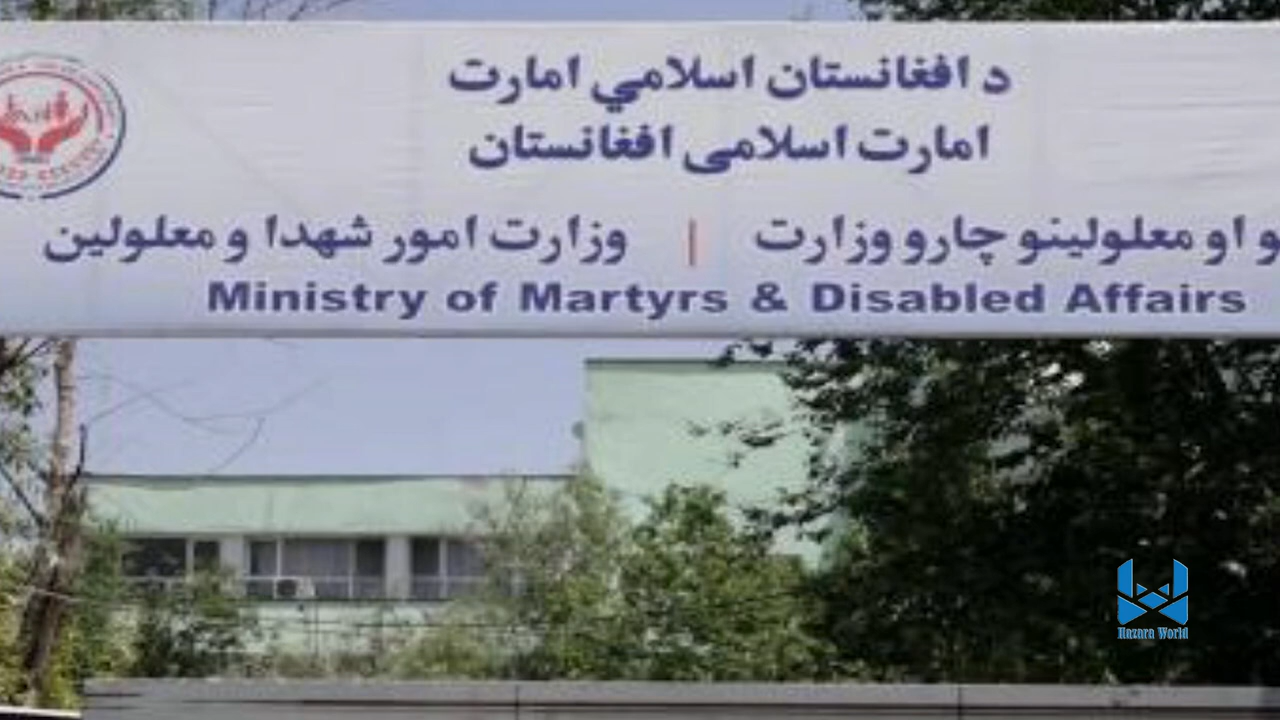 د افغانستان اسلامي امارت
امارت اسلامی افغانستان
او معلولینو چارو وزارت | وزارت امور شهدا و معلولین
Ministry of Martyrs & Disabled Affairs
Hazara World